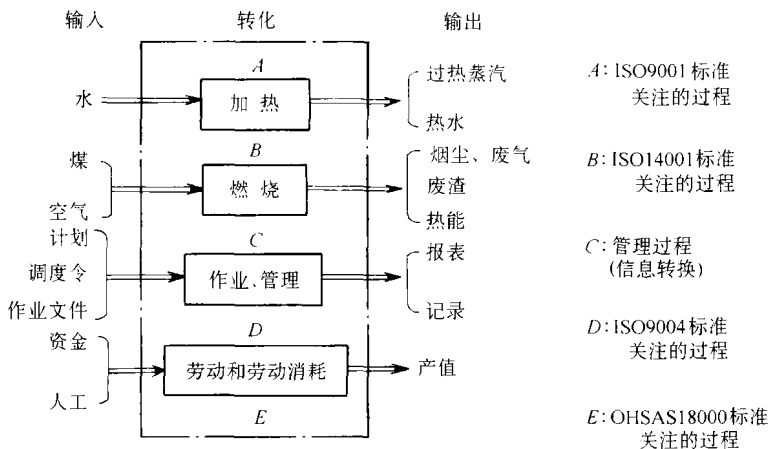 输入 转化 输出
A
水 加热 过热蒸汽
热水
A:ISO9001标准
关注的过程
B
煤 燃烧 烟尘、废气
空气 废渣
热能
B:ISO14001标准
关注的过程
C
计划 作业、管理 报表
调度令
作业文件 记录
C:管理过程
(信息转换)
D
资金 劳动和劳动消耗 产值
人工
D:ISO9004标准
关注的过程
E
E:OHSAS18000标准
关注的过程